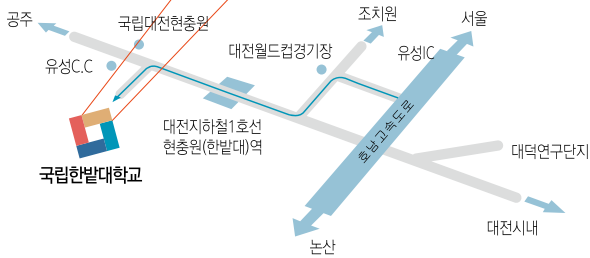 공주
국립대전현충원
조치원
서울
유성C.C
대전월드컵경기장
유성IC
호남고속도로
대전지하철1호선
현충원(한밭대)역
대덕연구단지
국립한밭대학교
대전시내
논산